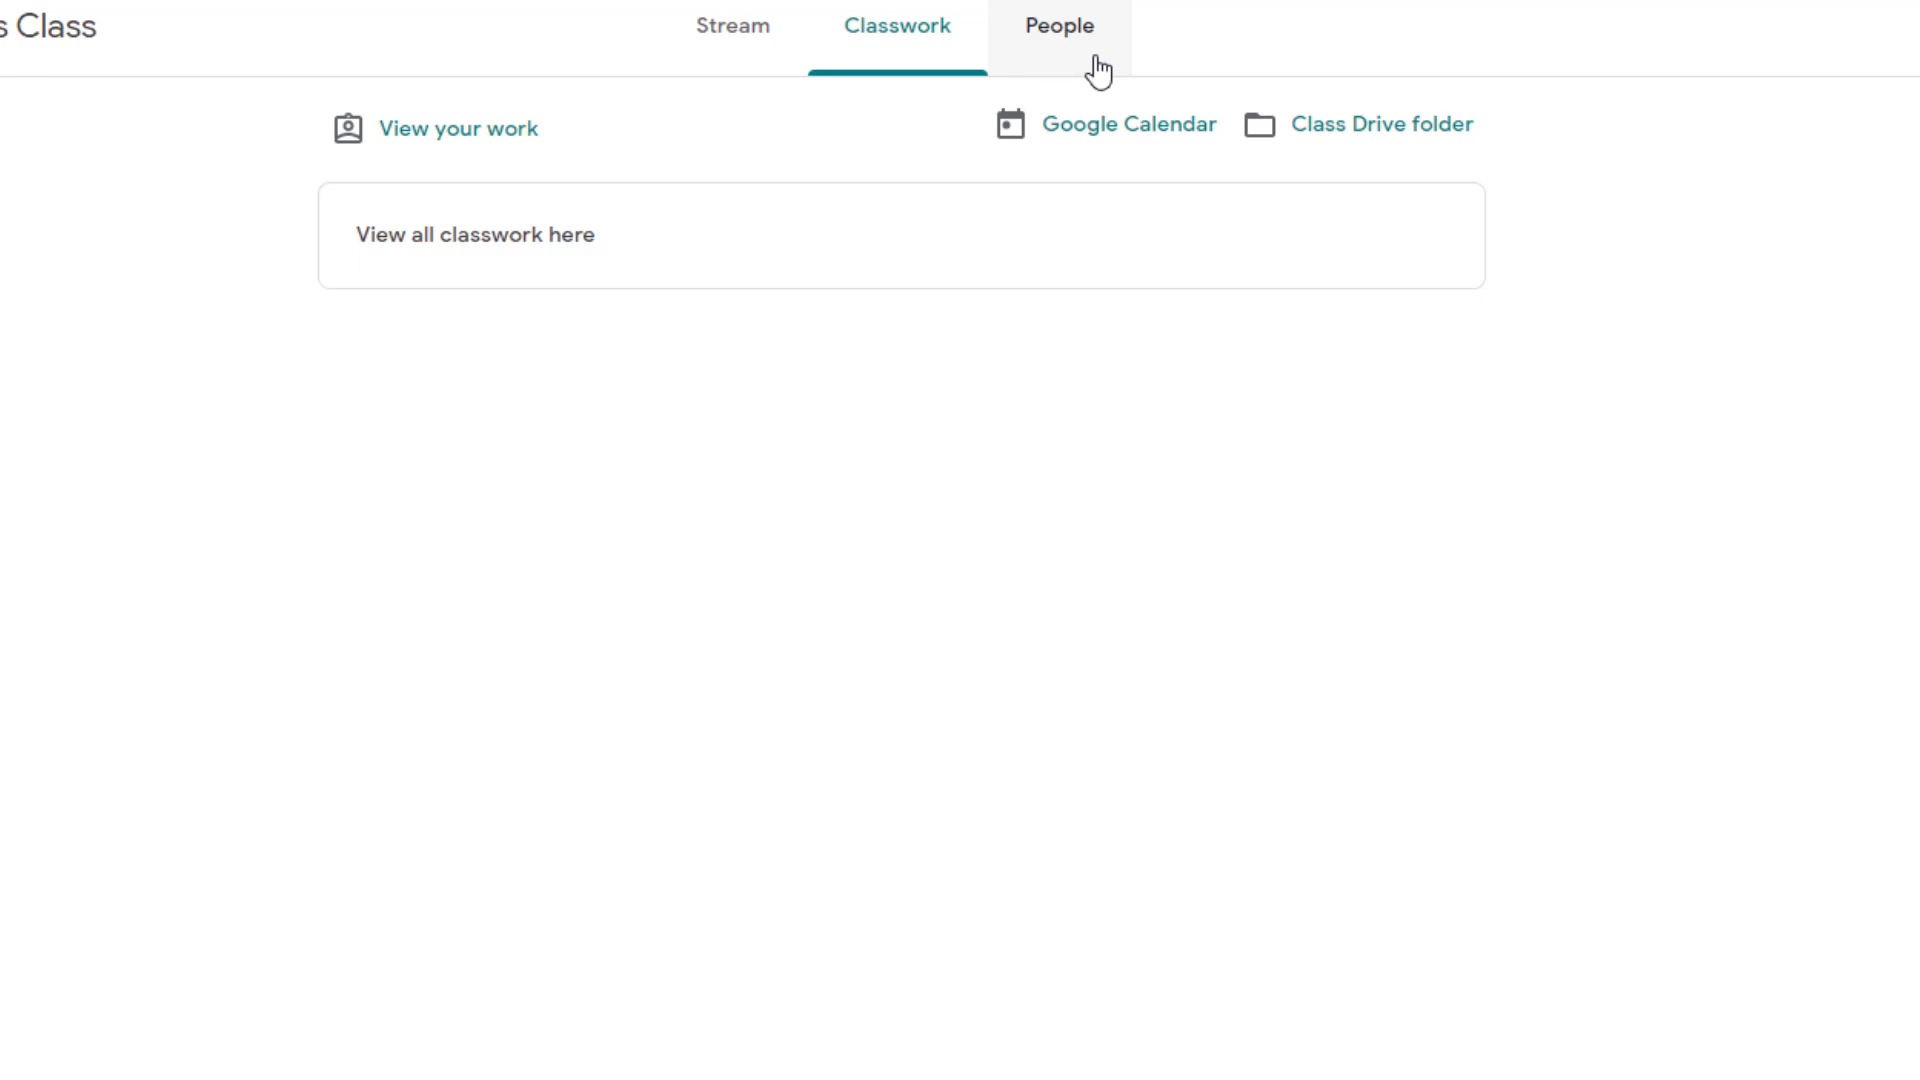 s Class
Stream
Classwork
People
View your work
Google Calendar
Class Drive folder
View all classwork here